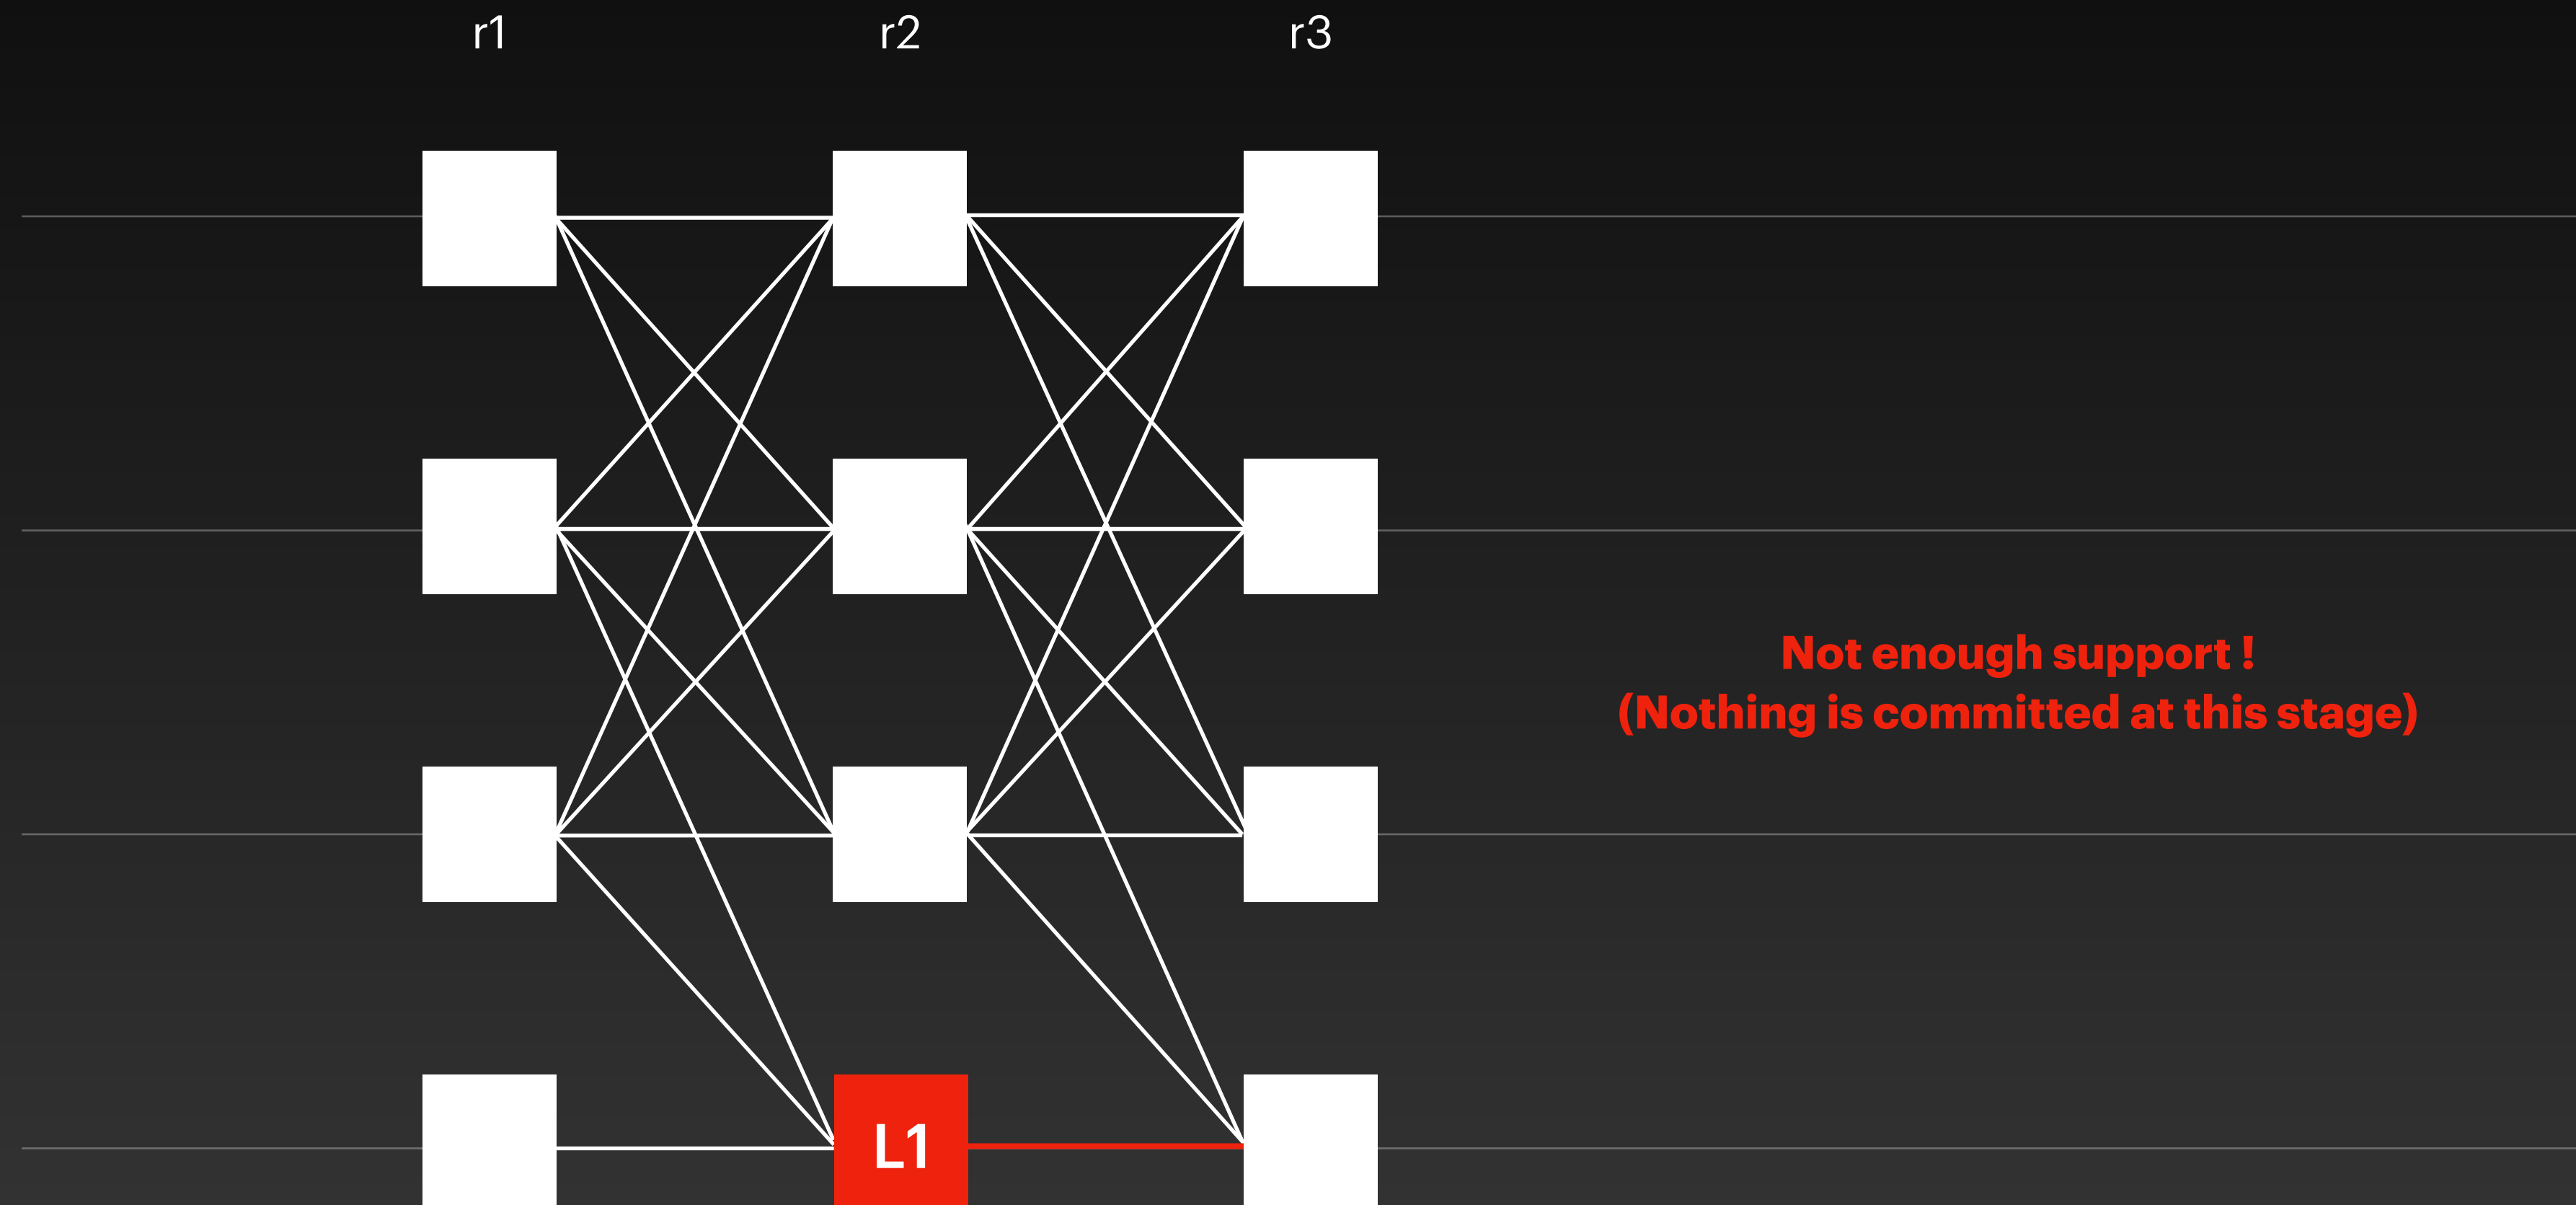 r1 r2 r3
Not enough support !
(Nothing is committed at this stage)
L1